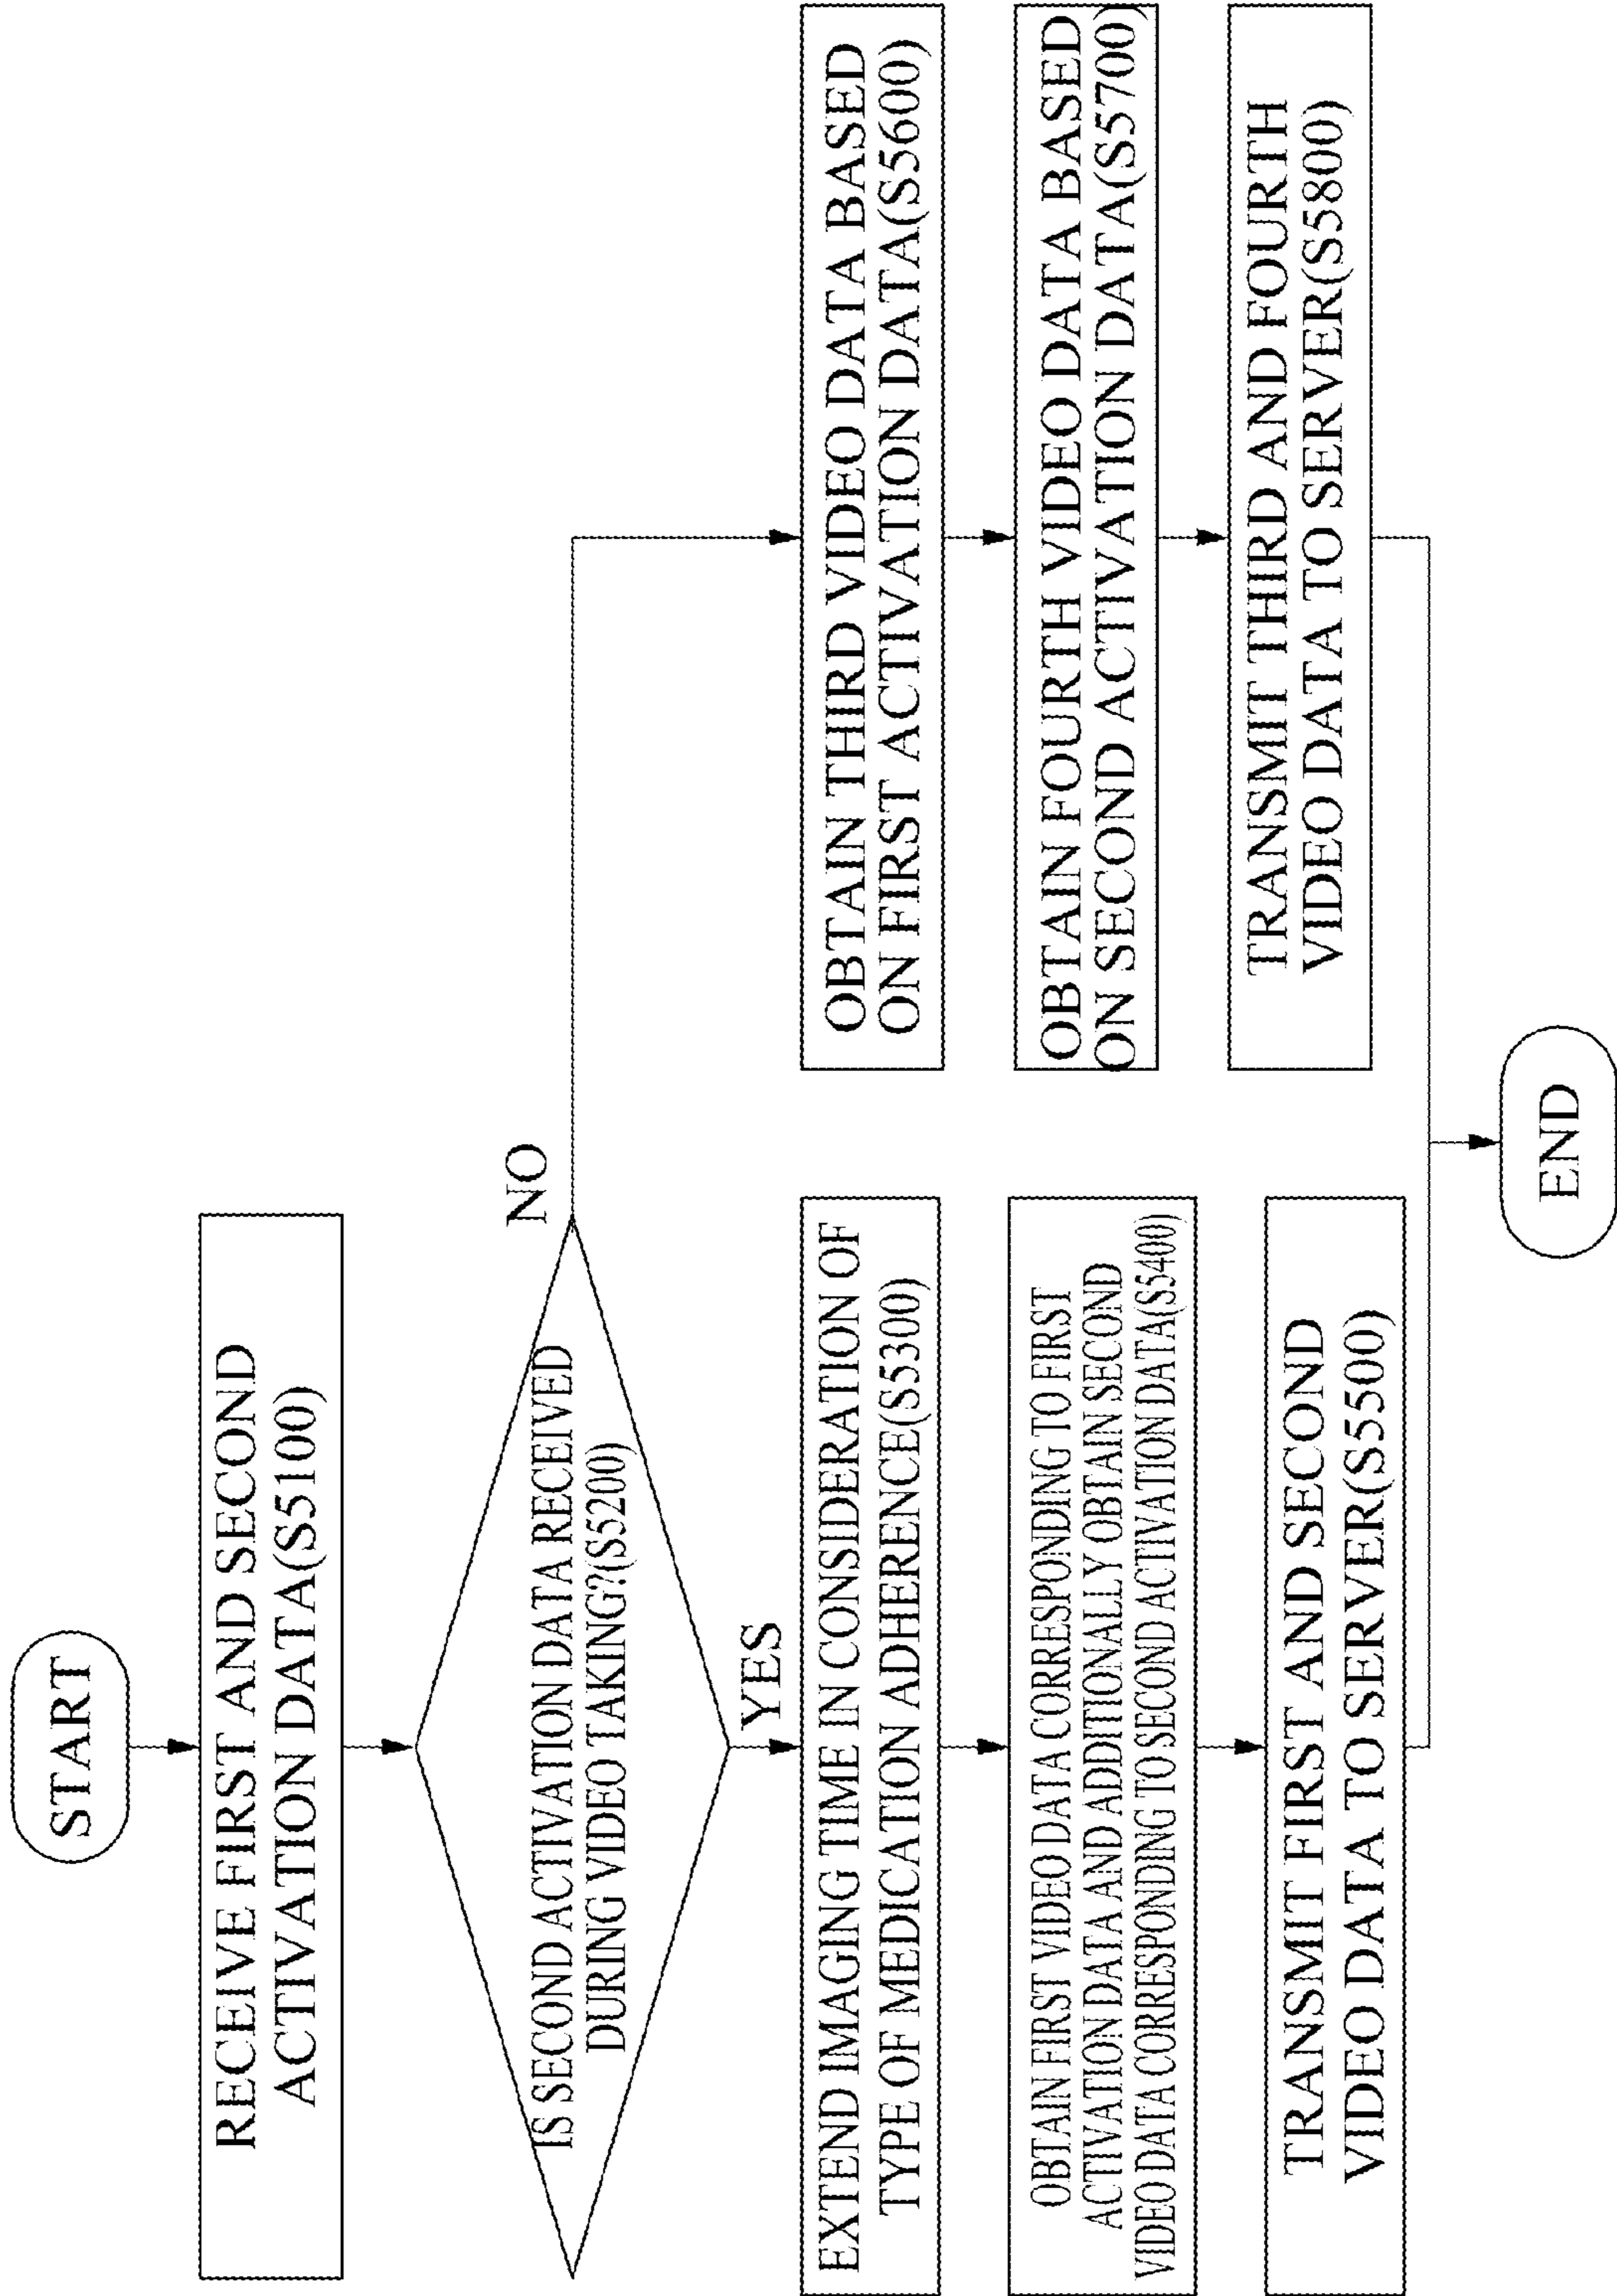 START
RECEIVE FIRST AND SECOND
ACTIVATION DATA(S5100)
IS SECOND ACTIVATION DATA RECEIVED
DURING VIDEO TAKING?(S5200)
NO
YES
EXTEND IMAGING TIME IN CONSIDERATION OF
TYPE OF MEDICATION ADHERENCE(S5300)
OBTAIN FIRST VIDEO DATA CORRESPONDING TO FIRST
ACTIVATION DATA AND ADDITIONALLY OBTAIN SECOND
VIDEO DATA CORRESPONDING TO SECOND ACTIVATION DATA(S5400)
TRANSMIT FIRST AND SECOND
VIDEO DATA TO SERVER(S5500)
OBTAIN THIRD VIDEO DATA BASED
ON FIRST ACTIVATION DATA(S5600)
OBTAIN FOURTH VIDEO DATA BASED
ON SECOND ACTIVATION DATA(S5700)
TRANSMIT THIRD AND FOURTH
VIDEO DATA TO SERVER(S5800)
END